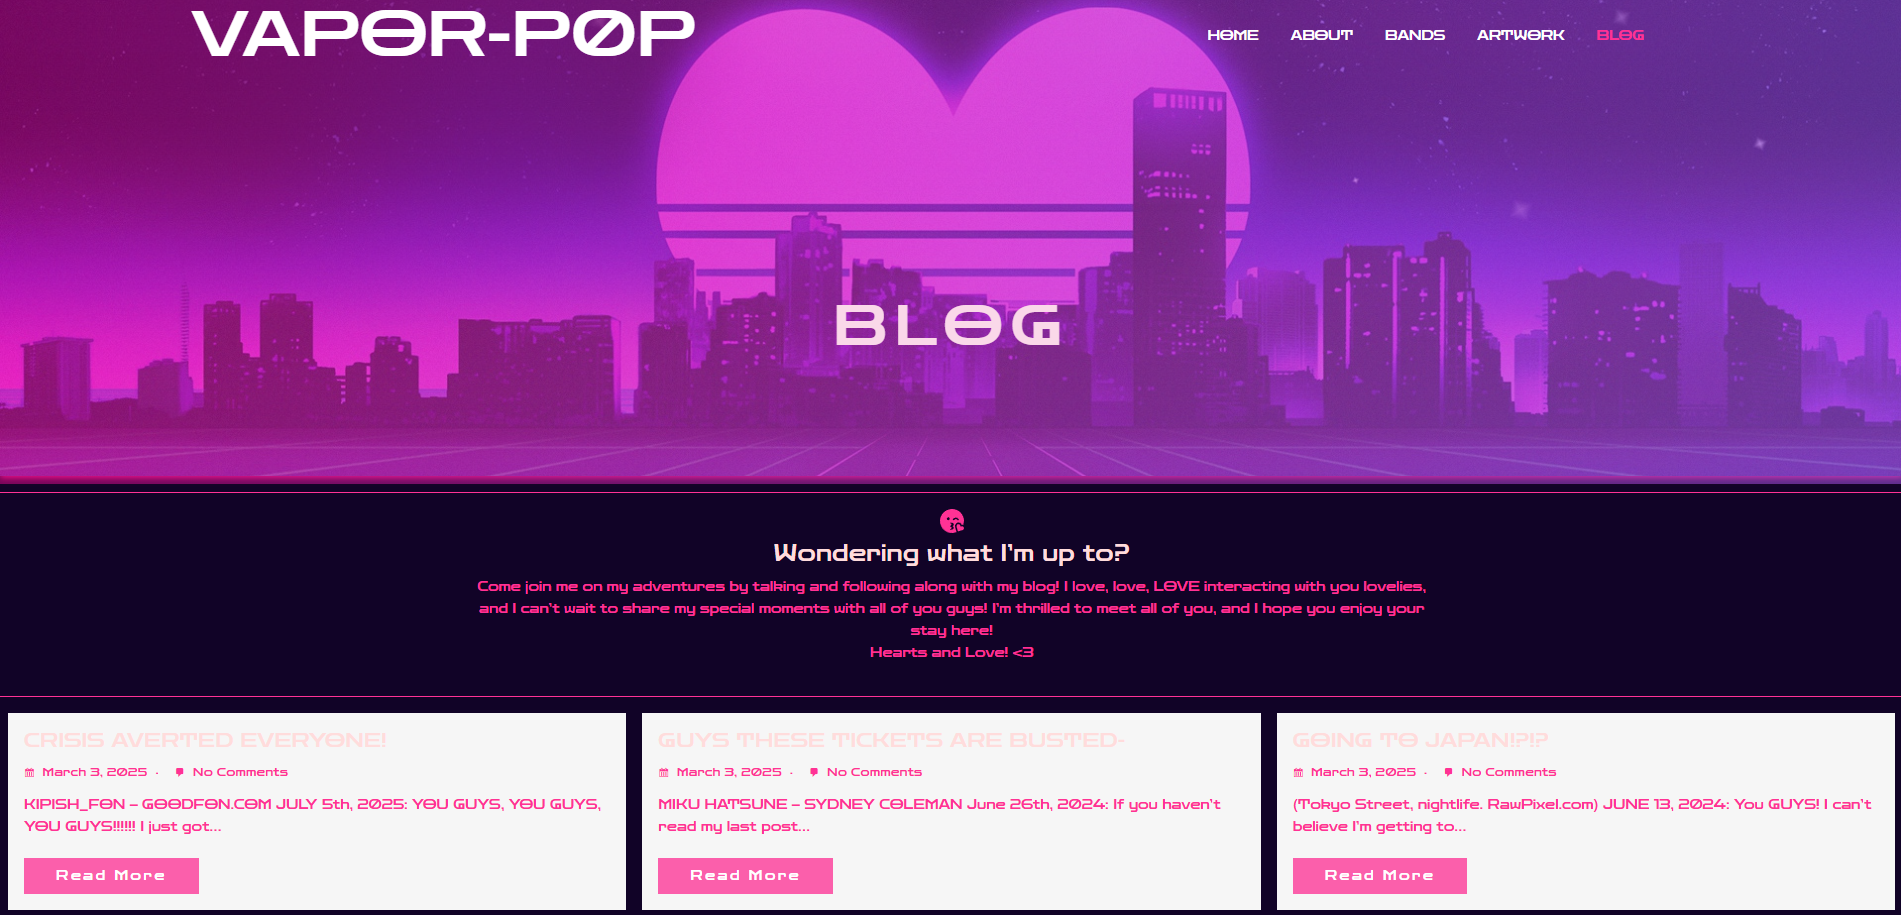 VAPOR-POP
HOME ABOUT BANDS ARTWORK BLOG
BLOG
Wondering what I'm up to?
Come join me on my adventures by talking and following along with my blog! I love, love, LOVE interacting with you lovelies,
and I can't wait to share my special moments with all of you guys! I'm thrilled to meet all of you, and I hope you enjoy your
stay here!
Hearts and Love! <3
CRISIS AVERTED EVERYONE!
March 3, 2025 · No Comments
KIPISH_FON – GOODFON.COM JULY 5th, 2025: YOU GUYS, YOU GUYS,
YOU GUYS!!!!!! I just got...
Read More
GUYS THESE TICKETS ARE BUSTED-
March 3, 2025 · No Comments
MIKU HATSUNE – SYDNEY COLEMAN June 26th, 2024: If you haven't
read my last post...
Read More
GOING TO JAPAN!?!?
March 3, 2025 · No Comments
(Tokyo Street, nightlife. RawPixel.com) JUNE 13, 2024: You GUYS! I can't
believe I'm getting to...
Read More